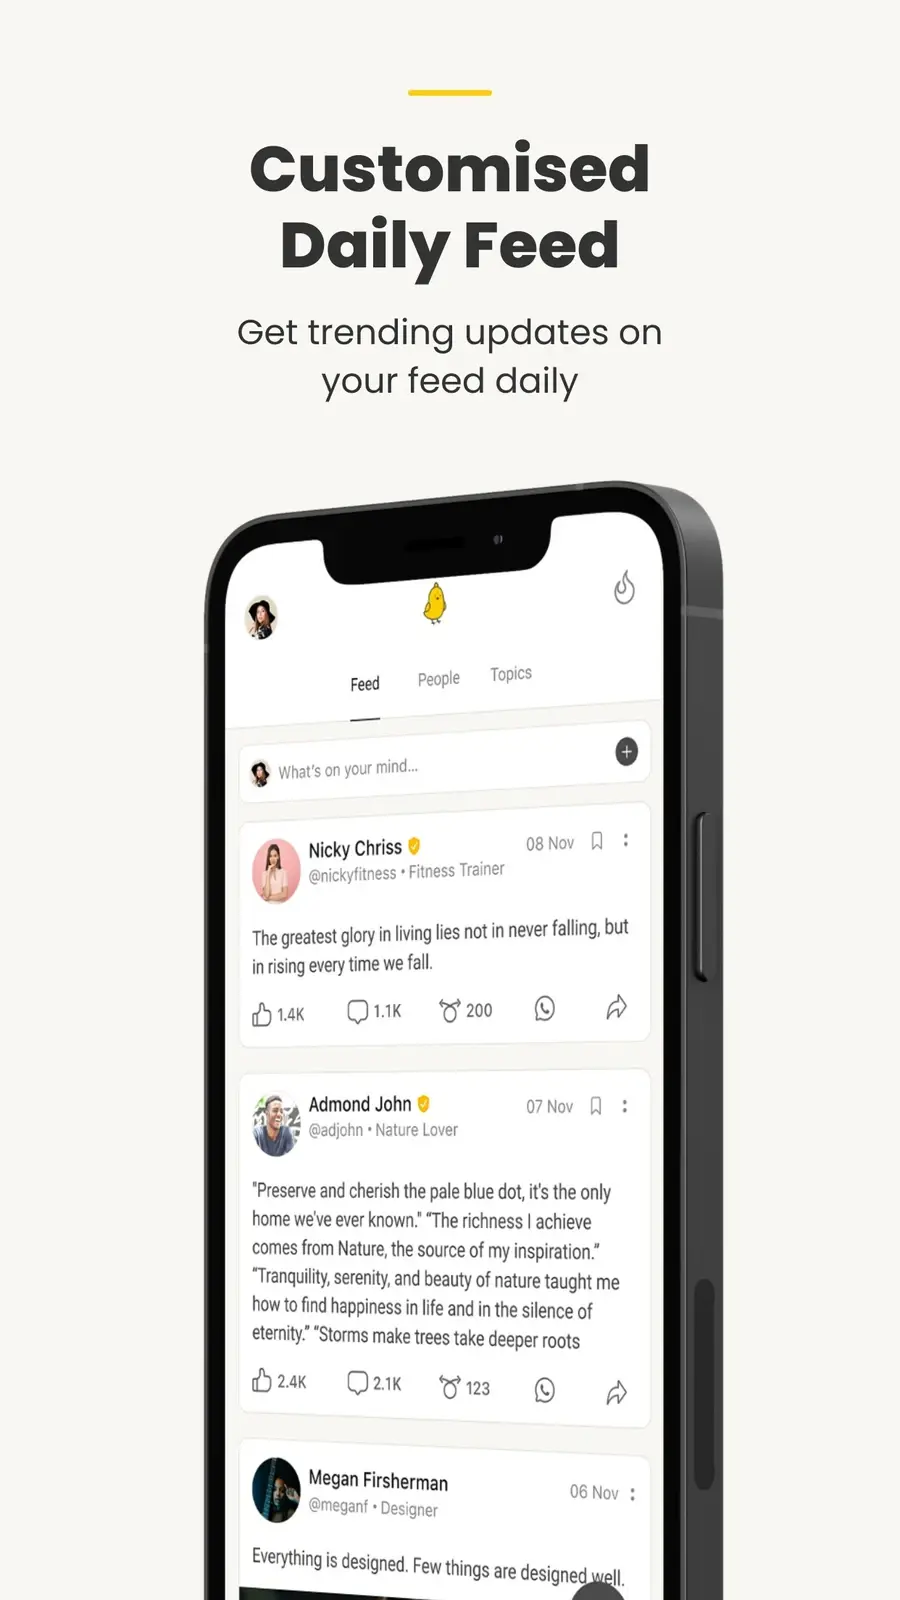 Customised
Daily Feed
Get trending updates on
your feed daily
Feed People Topics
What's on your mind...
Nicky Chriss 08 Nov
@nickyfitness • Fitness Trainer
The greatest glory in living lies not in never falling, but
in rising every time we fall.
1.4K 1.1K 200
Admond John 07 Nov
@adjohn • Nature Lover
"Preserve and cherish the pale blue dot, it's the only
home we've ever known." “The richness I achieve
comes from Nature, the source of my inspiration.”
“Tranquility, serenity, and beauty of nature taught me
how to find happiness in life and in the silence of
eternity.” “Storms make trees take deeper roots
2.4K 2.1K 123
Megan Firsherman 06 Nov
@meganf • Designer
Everything is designed. Few things are designed well.